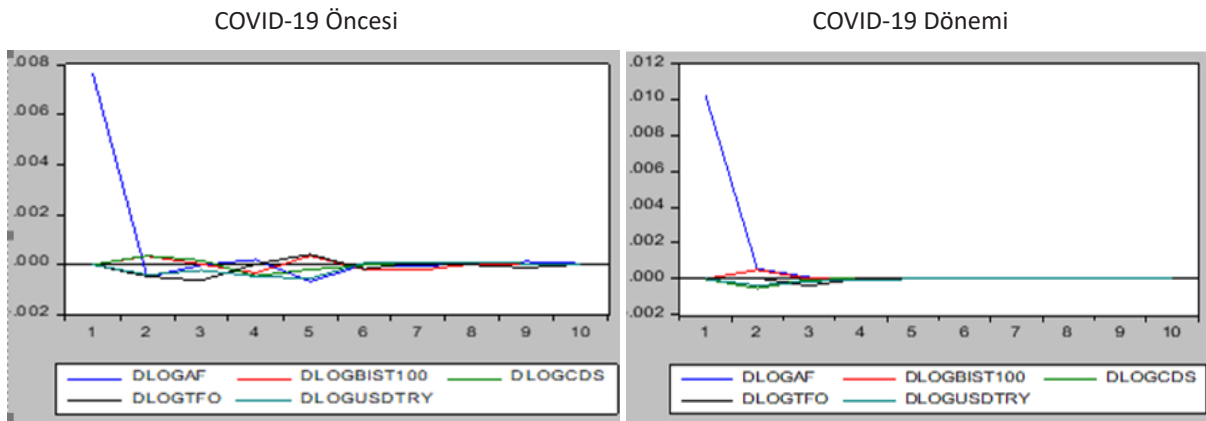 COVID-19 Öncesi
COVID-19 Dönemi
.008
.006
.004
.002
.000
.002
1 2 3 4 5 6 7 8 9 10
DLOGAF DLOGBIST100 DLOGCDS
DLOGTFO DLOGUSDTRY
.012
.010
.008
.006
.004
.002
.000
.002
1 2 3 4 5 6 7 8 9 10
DLOGAF DLOGBIST100 DLOGCDS
DLOGTFO DLOGUSDTRY